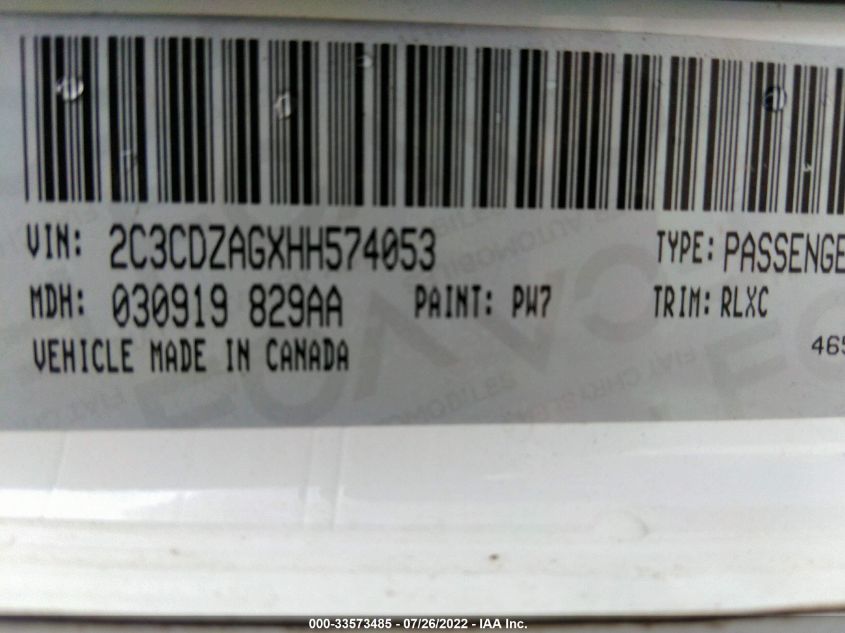 VIN: 2C3CDZAGXHH574053 TYPE: PASSENGE
MDH: 030919 829AA PAINT: PW7 TRIM: RLXC
VEHICLE MADE IN CANADA 465
000-33573485 - 07/26/2022 - IAA Inc.